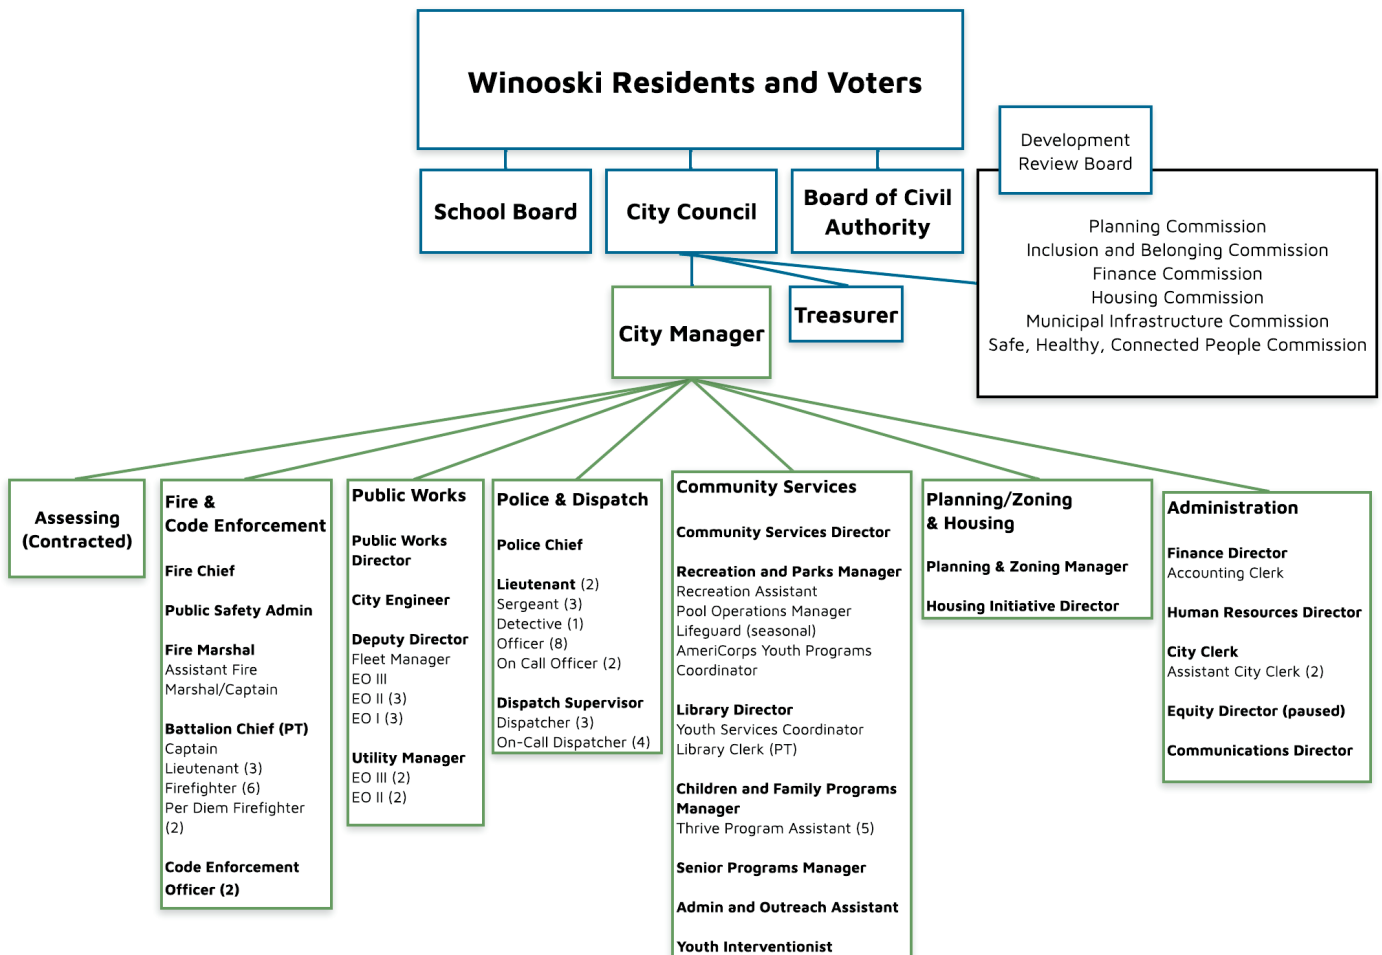 Winooski Residents and Voters
School Board
City Council
Board of Civil
Authority
Development
Review Board
Planning Commission
Inclusion and Belonging Commission
Finance Commission
Housing Commission
Municipal Infrastructure Commission
Safe, Healthy, Connected People Commission
City Manager
Treasurer
Assessing
(Contracted)
Fire &
Code Enforcement
Fire Chief
Public Safety Admin
Fire Marshal
Assistant Fire
Marshal/Captain
Battalion Chief (PT)
Captain
Lieutenant (3)
Firefighter (6)
Per Diem Firefighter
(2)
Code Enforcement
Officer (2)
Public Works
Public Works
Director
City Engineer
Deputy Director
Fleet Manager
EO III
EO II (3)
EO I (3)
Utility Manager
EO III (2)
EO II (2)
Police & Dispatch
Police Chief
Lieutenant (2)
Sergeant (3)
Detective (1)
Officer (8)
On Call Officer (2)
Dispatch Supervisor
Dispatcher (3)
On-Call Dispatcher (4)
Community Services
Community Services Director
Recreation and Parks Manager
Recreation Assistant
Pool Operations Manager
Lifeguard (seasonal)
AmeriCorps Youth Programs
Coordinator
Library Director
Youth Services Coordinator
Library Clerk (PT)
Children and Family Programs
Manager
Thrive Program Assistant (5)
Senior Programs Manager
Admin and Outreach Assistant
Youth Interventionist
Planning/Zoning
& Housing
Planning & Zoning Manager
Housing Initiative Director
Administration
Finance Director
Accounting Clerk
Human Resources Director
City Clerk
Assistant City Clerk (2)
Equity Director (paused)
Communications Director